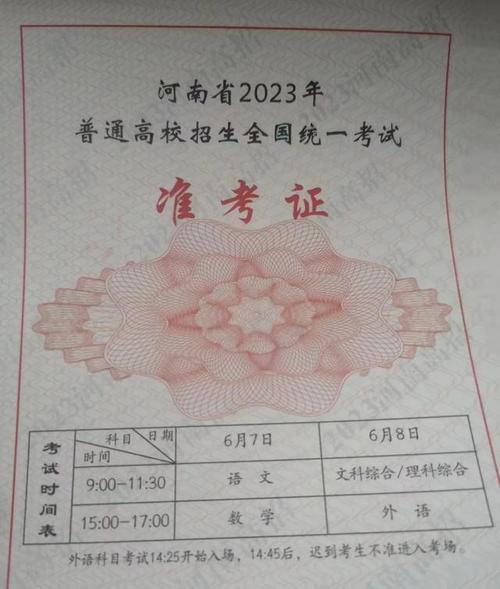 河南省2023年
普通高校招生全国统一考试
准考证
考试时间表
科目 日期 6月7日 6月8日
时间
9:00-11:30 语文 文科综合/理科综合
15:00-17:00 数学 外语
外语科目考试14:25开始入场，14:45后，迟到考生不准进入考场。